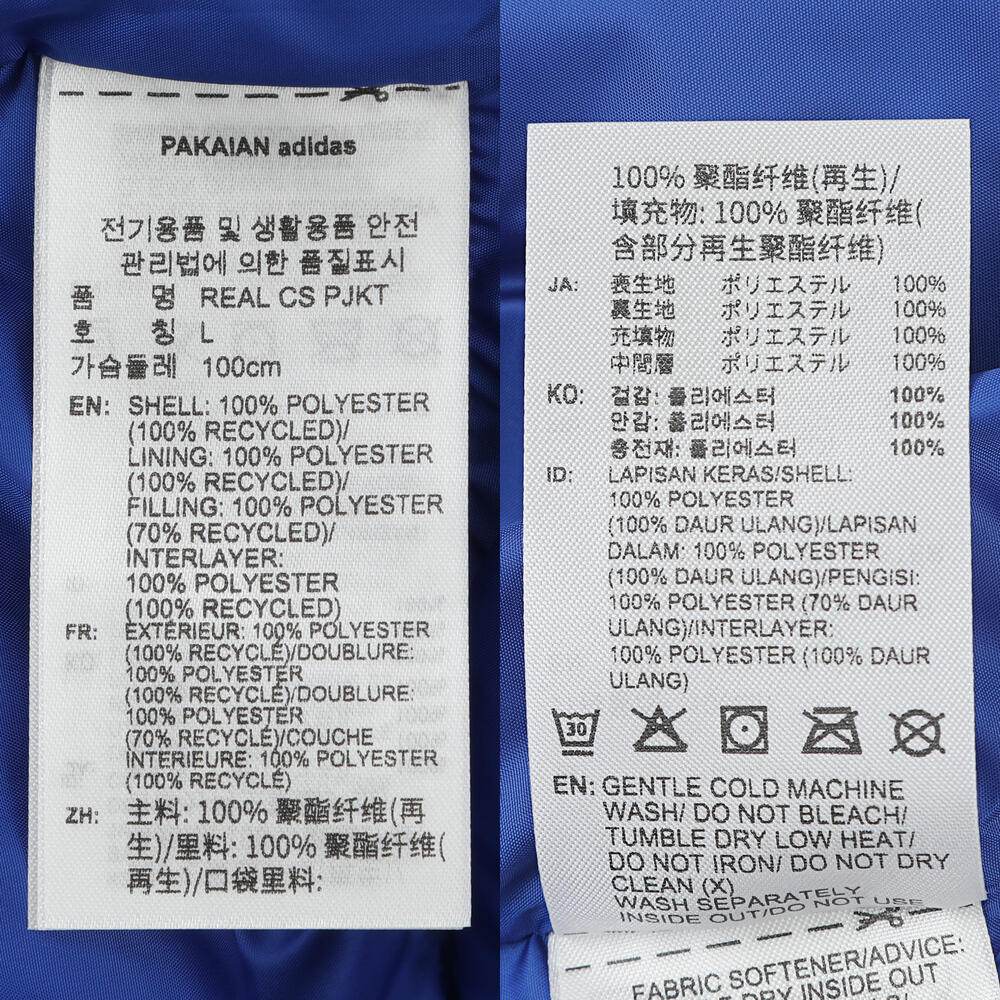 PAKAIAN adidas
전기용품 및 생활용품 안전
관리법에 의한 품질표시
품 명 REAL CS PJKT
호 칭 L
가슴둘레 100cm
EN: SHELL: 100% POLYESTER
(100% RECYCLED)/
LINING: 100% POLYESTER
(100% RECYCLED)/
FILLING: 100% POLYESTER
(70% RECYCLED)/
INTERLAYER:
100% POLYESTER
(100% RECYCLED)
FR: EXTÉRIEUR: 100% POLYESTER
(100% RECYCLÉ)/DOUBLURE:
100% POLYESTER
(100% RECYCLÉ)/DOUBLURE:
100% POLYESTER
(70% RECYCLÉ)/COUCHE
INTERIEURE: 100% POLYESTER
(100% RECYCLÉ)
ZH: 主料: 100% 聚酯纤维(再
生)/里料: 100% 聚酯纤维(
再生)/口袋里料:
100% 聚酯纤维(再生)/
填充物: 100% 聚酯纤维(
含部分再生聚酯纤维)
JA: 表生地 ポリエステル 100%
裏生地 ポリエステル 100%
充填物 ポリエステル 100%
中間層 ポリエステル 100%
KO: 겉감: 폴리에스터 100%
안감: 폴리에스터 100%
충전재: 폴리에스터 100%
ID: LAPISAN KERAS/SHELL:
100% POLYESTER
(100% DAUR ULANG)/LAPISAN
DALAM: 100% POLYESTER
(100% DAUR ULANG)/PENGISI:
100% POLYESTER (70% DAUR
ULANG)/INTERLAYER:
100% POLYESTER (100% DAUR
ULANG)
30
EN: GENTLE COLD MACHINE
WASH/ DO NOT BLEACH/
TUMBLE DRY LOW HEAT/
DO NOT IRON/ DO NOT DRY
CLEAN (X)
WASH SEPARATELY
INSIDE OUT/DO NOT USE
FABRIC SOFTENER/ADVICE:
DRY INSIDE OUT